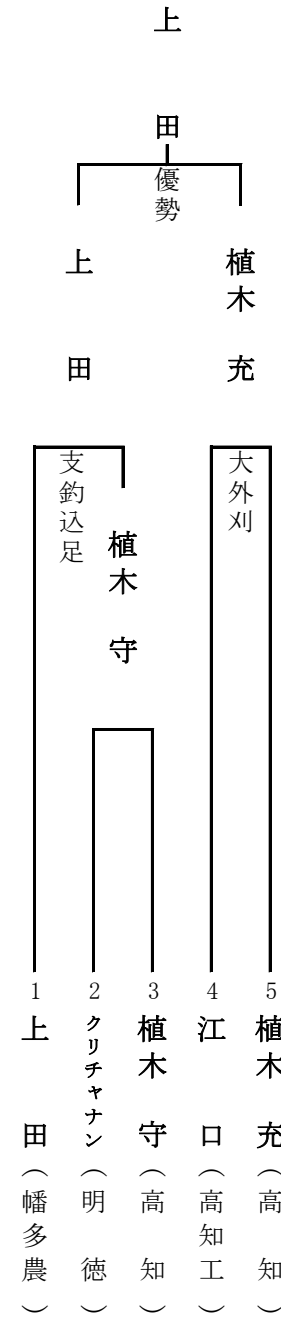 上田
優勢
上田
植木充
支釣込足
大外刈
植木守
1 上田（幡多農）
2 クリチャナン（明徳）
3 植木守（高知）
4 江口（高知工）
5 植木充（高知）